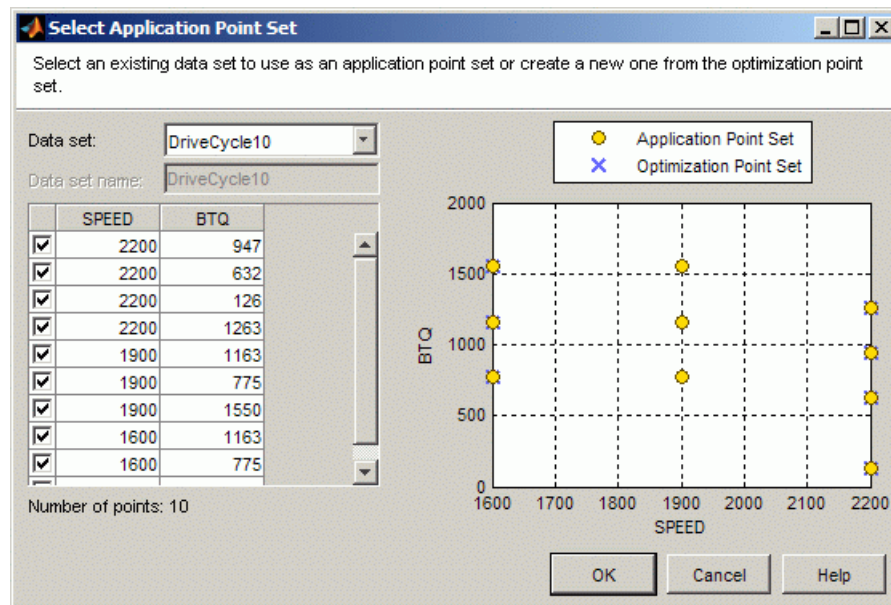 Select Application Point Set
Select an existing data set to use as an application point set or create a new one from the optimization point
set.
Data set: DriveCycle10
Data set name: DriveCycle10
SPEED BTQ
2200 947
2200 632
2200 126
2200 1263
1900 1163
1900 775
1900 1550
1600 1163
1600 775
Number of points: 10
Application Point Set
Optimization Point Set
2000
1500
1000
500
0
BTQ
1600 1700 1800 1900 2000 2100 2200
SPEED
OK Cancel Help